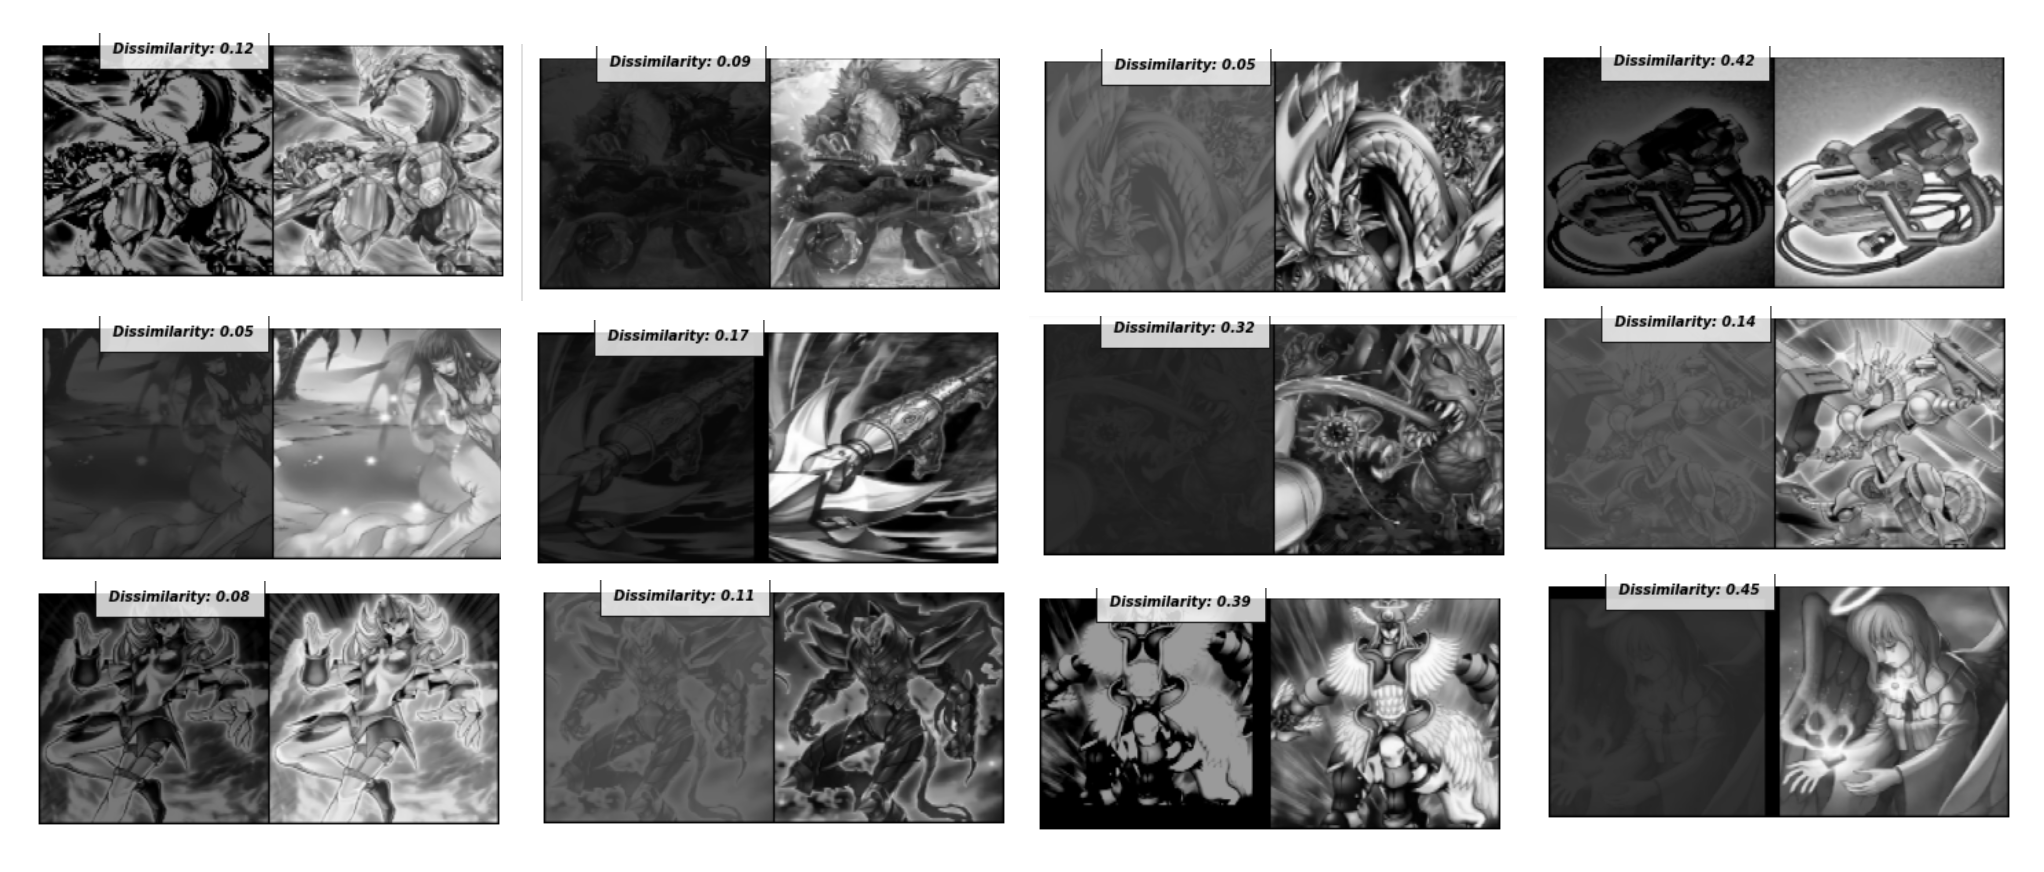 Dissimilarity: 0.12
Dissimilarity: 0.09
Dissimilarity: 0.05
Dissimilarity: 0.42
Dissimilarity: 0.05
Dissimilarity: 0.17
Dissimilarity: 0.32
Dissimilarity: 0.14
Dissimilarity: 0.08
Dissimilarity: 0.11
Dissimilarity: 0.39
Dissimilarity: 0.45